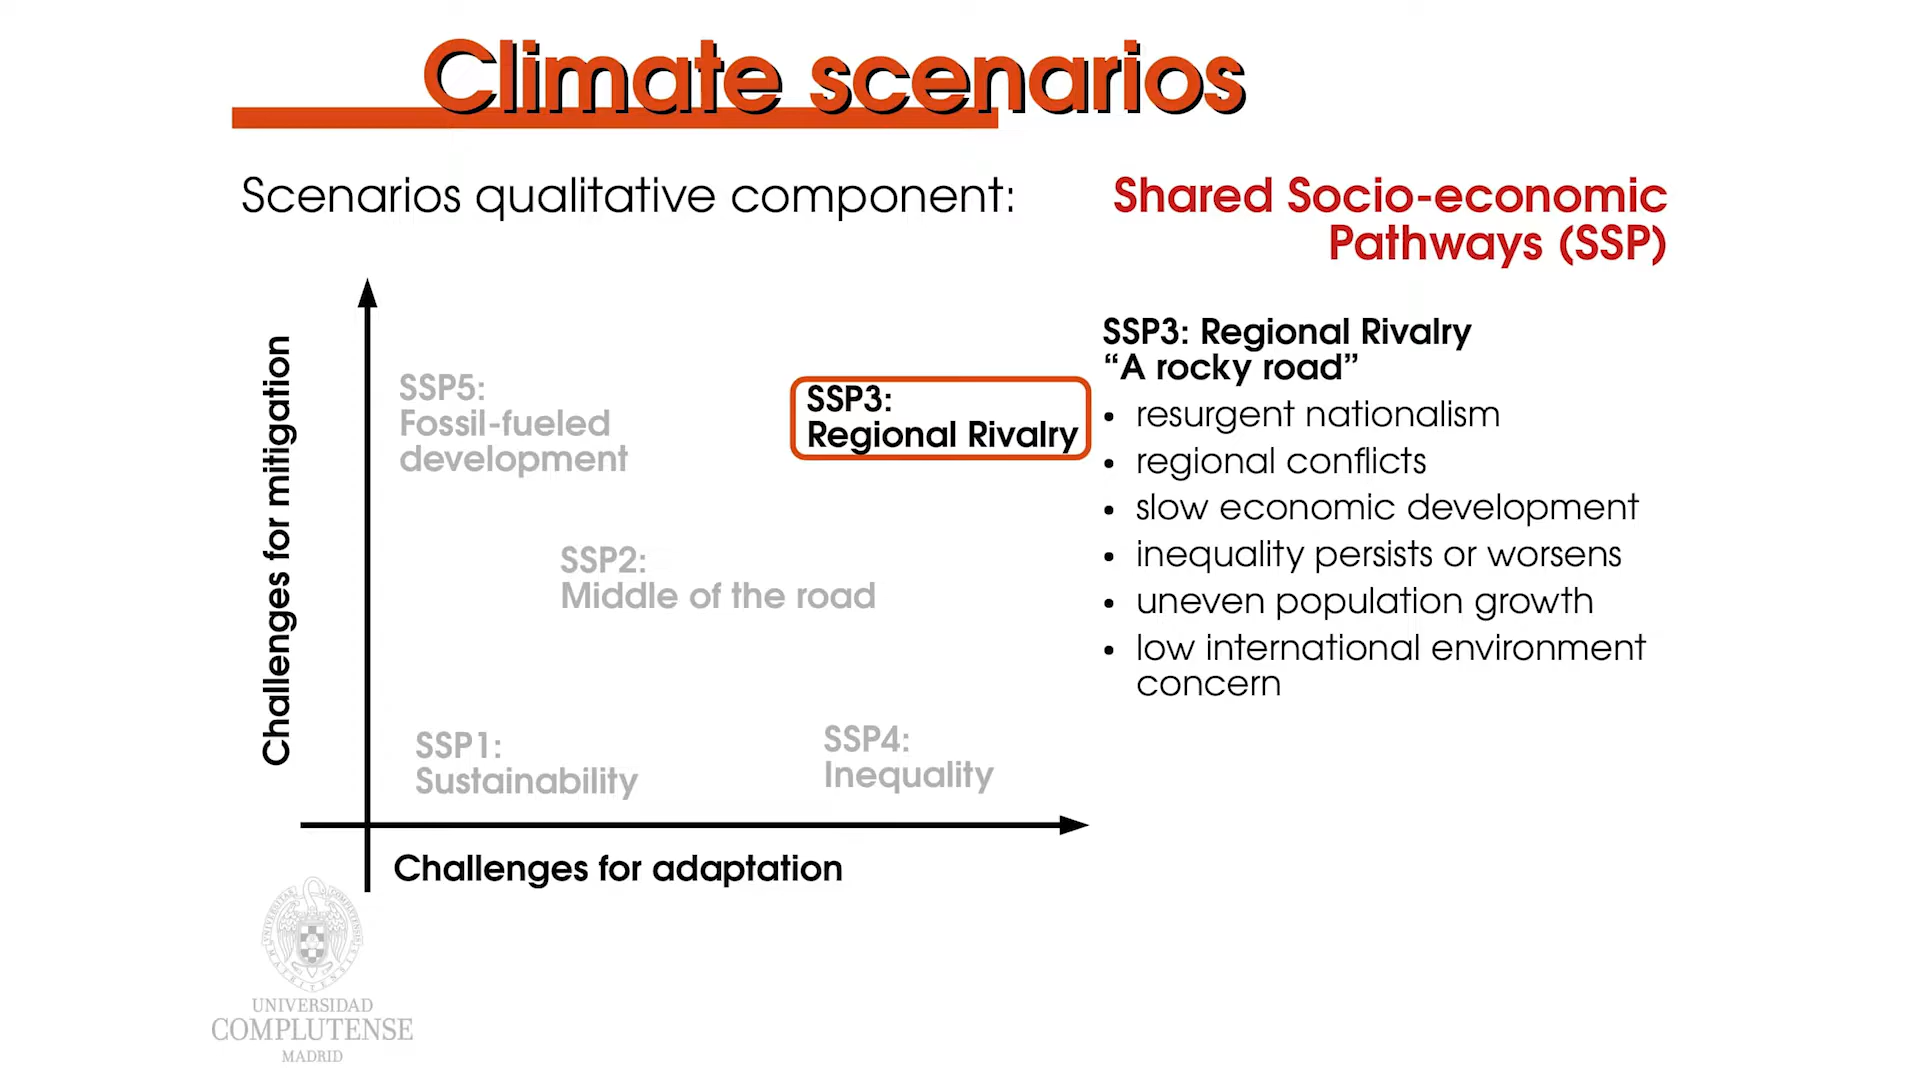 Climate scenarios
Scenarios qualitative component:
Shared Socio-economic
Pathways (SSP)
Challenges for mitigation
SSP5:
Fossil-fueled
development
SSP3:
Regional Rivalry
SSP2:
Middle of the road
SSP1:
Sustainability
SSP4:
Inequality
Challenges for adaptation
SSP3: Regional Rivalry
“A rocky road”
• resurgent nationalism
• regional conflicts
• slow economic development
• inequality persists or worsens
• uneven population growth
• low international environment
concern
UNIVERSIDAD
COMPLUTENSE
MADRID